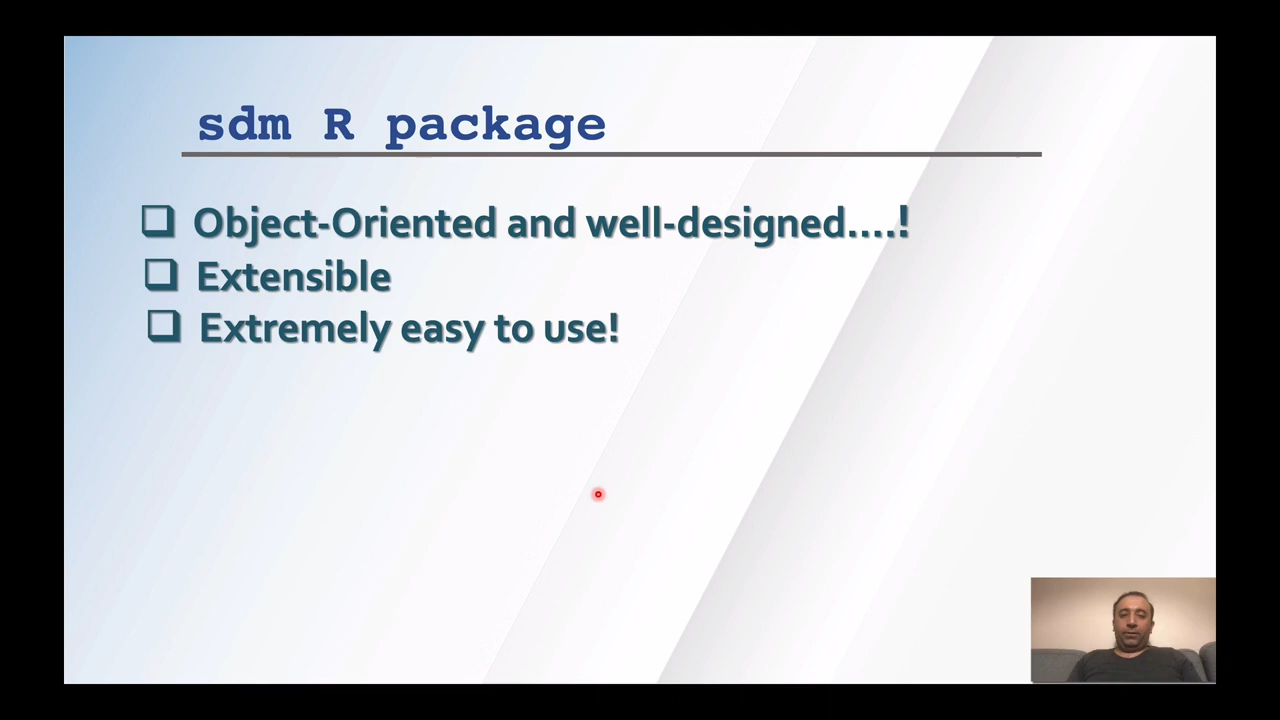 sdm R package
Object-Oriented and well-designed....!
Extensible
Extremely easy to use!